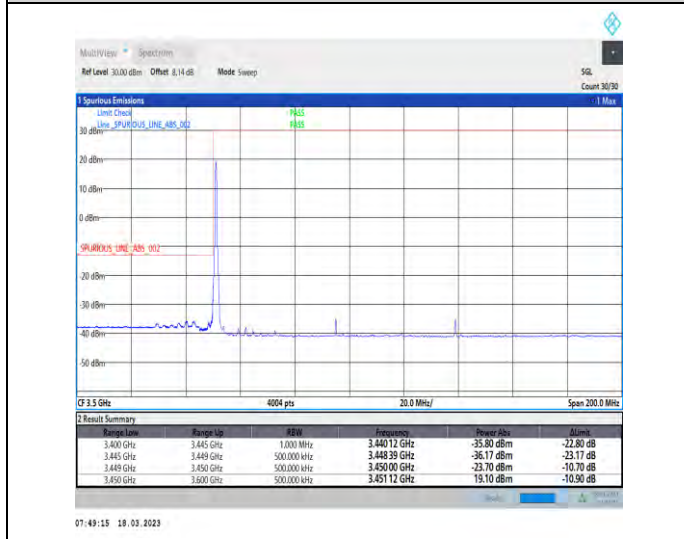 MultiView Spectrum
Ref Level 30.00 dBm Offset 8.14 dB Mode Sweep SGL
Count 30/30
1 Spurious Emissions 1 Max
Limit Check PASS
Line _SPURIOUS_LINE_ABS_002 PASS
30 dBm
20 dBm
10 dBm
0 dBm
_SPURIOUS_LINE_ABS_002
-20 dBm
-30 dBm
-40 dBm
-50 dBm
CF 3.5 GHz 4004 pts 20.0 MHz/ Span 200.0 MHz
2 Result Summary
Range Low Range Up RBW Frequency Power Abs ΔLimit
3.400 GHz 3.445 GHz 1.000 MHz 3.440 12 GHz -35.80 dBm -22.80 dB
3.445 GHz 3.449 GHz 500.000 kHz 3.448 39 GHz -36.17 dBm -23.17 dB
3.449 GHz 3.450 GHz 500.000 kHz 3.450 00 GHz -23.70 dBm -10.70 dB
3.450 GHz 3.600 GHz 500.000 kHz 3.451 12 GHz 19.10 dBm -10.90 dB
07:49:15 18.03.2023